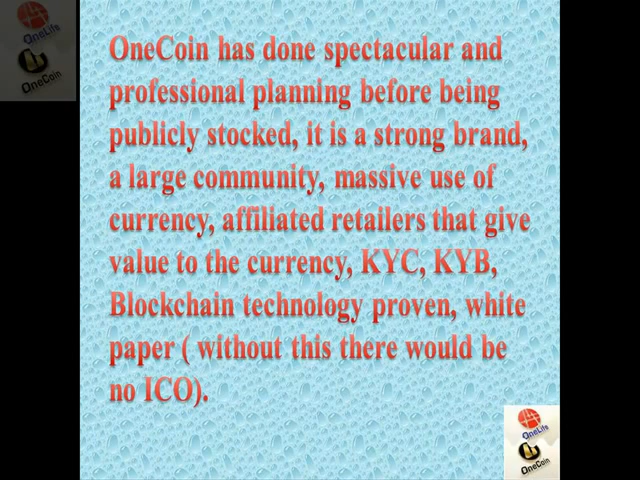 OneLife
OneCoin
OneCoin has done spectacular and
professional planning before being
publicly stocked, it is a strong brand,
a large community, massive use of
currency, affiliated retailers that give
value to the currency, KYC, KYB,
Blockchain technology proven, white
paper ( without this there would be
no ICO).
OneLife
OneCoin